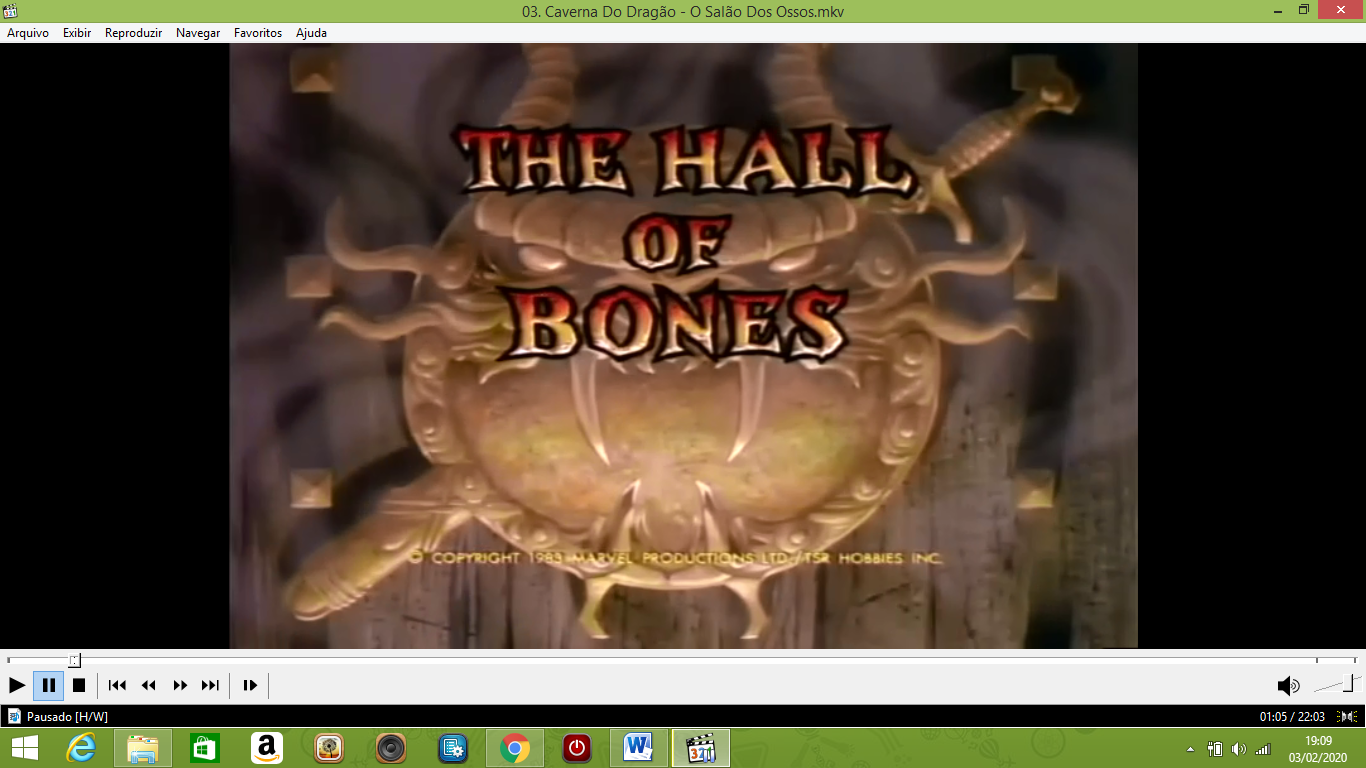 03. Caverna Do Dragão - O Salão Dos Ossos.mkv
Arquivo Exibir Reproduzir Navegar Favoritos Ajuda
THE HALL
OF
BONES
© COPYRIGHT 1983 MARVEL PRODUCTIONS LTD./TSR HOBBIES INC.
Pausado [H/W]
01:05 / 22:03
19:09
03/02/2020